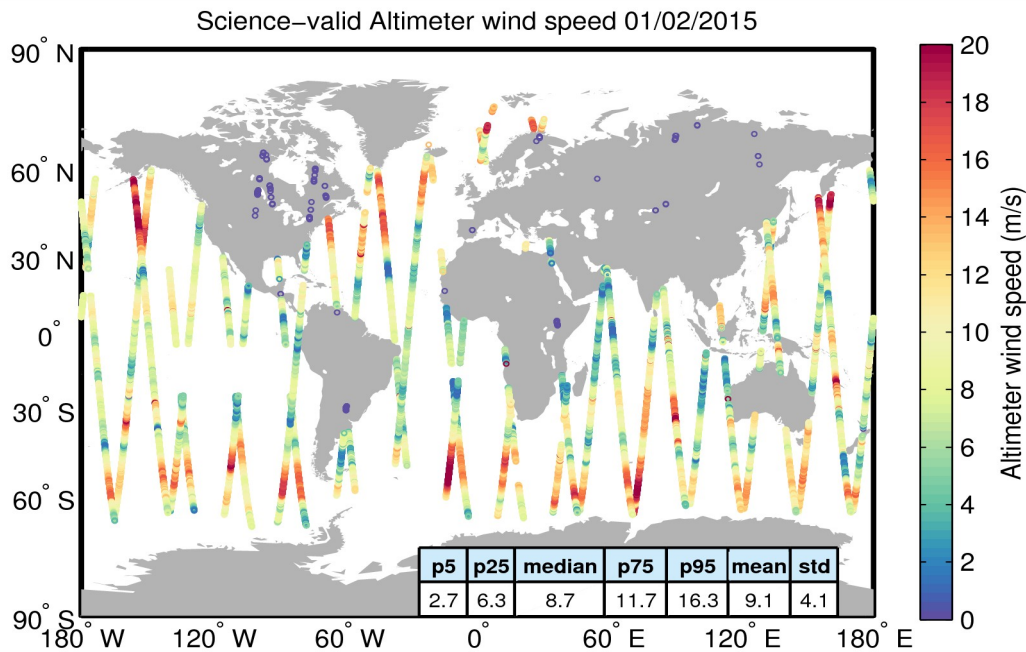 Science−valid Altimeter wind speed 01/02/2015
90° N
60° N
30° N
0°
30° S
60° S
90° S
180° W
120° W
60° W
0°
60° E
120° E
180° E
p5 p25 median p75 p95 mean std
2.7 6.3 8.7 11.7 16.3 9.1 4.1
20
18
16
14
12
10
8
6
4
2
0
Altimeter wind speed (m/s)